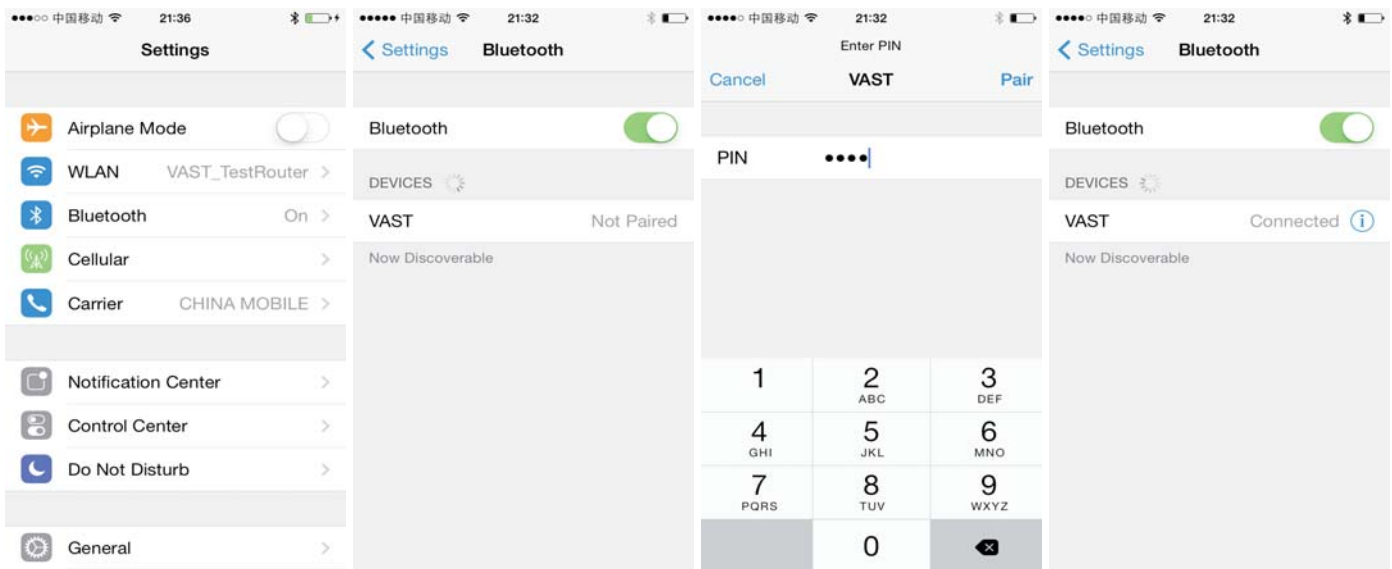 中国移动 21:36
Settings
Airplane Mode
WLAN VAST_TestRouter
Bluetooth On
Cellular
Carrier CHINA MOBILE
Notification Center
Control Center
Do Not Disturb
General
中国移动 21:32
Settings Bluetooth
Bluetooth
DEVICES
VAST Not Paired
Now Discoverable
中国移动 21:32
Enter PIN
Cancel VAST Pair
PIN ••••
1 2 3
ABC DEF
4 5 6
GHI JKL MNO
7 8 9
PQRS TUV WXYZ
0
中国移动 21:32
Settings Bluetooth
Bluetooth
DEVICES
VAST Connected
Now Discoverable